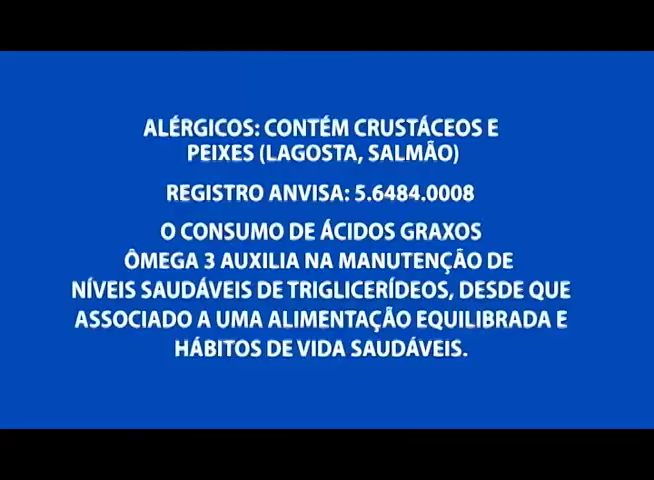 ALÉRGICOS: CONTÉM CRUSTÁCEOS E
PEIXES (LAGOSTA, SALMÃO)
REGISTRO ANVISA: 5.6484.0008
O CONSUMO DE ÁCIDOS GRAXOS
ÔMEGA 3 AUXILIA NA MANUTENÇÃO DE
NÍVEIS SAUDÁVEIS DE TRIGLICERÍDEOS, DESDE QUE
ASSOCIADO A UMA ALIMENTAÇÃO EQUILIBRADA E
HÁBITOS DE VIDA SAUDÁVEIS.